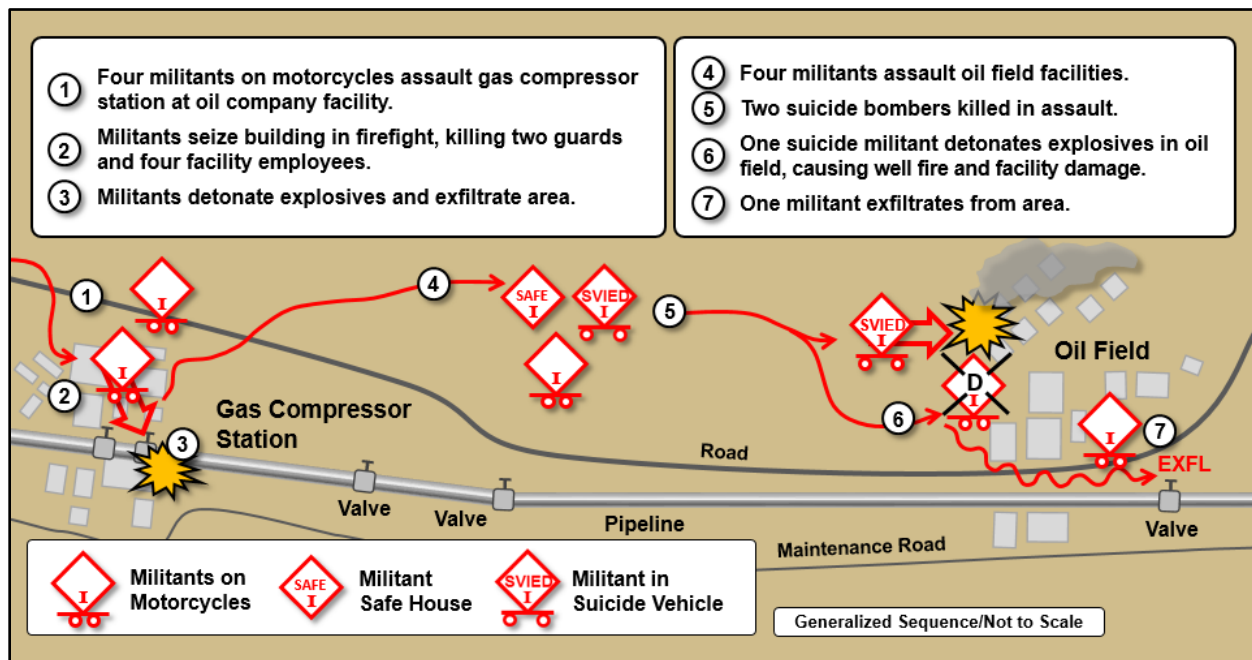 1
Four militants on motorcycles assault gas compressor
station at oil company facility.
2
Militants seize building in firefight, killing two guards
and four facility employees.
3
Militants detonate explosives and exfiltrate area.
4
Four militants assault oil field facilities.
5
Two suicide bombers killed in assault.
6
One suicide militant detonates explosives in oil
field, causing well fire and facility damage.
7
One militant exfiltrates from area.
1
I
4
SAFE
I
SVIED
I
5
SVIED
I
Oil Field
I
2
I
D
I
6
I
7
Gas Compressor
Station
3
Road
EXFL
Valve
Valve
Pipeline
Valve
Maintenance Road
I
Militants on
Motorcycles
SAFE
I
Militant
Safe House
SVIED
I
Militant in
Suicide Vehicle
Generalized Sequence/Not to Scale